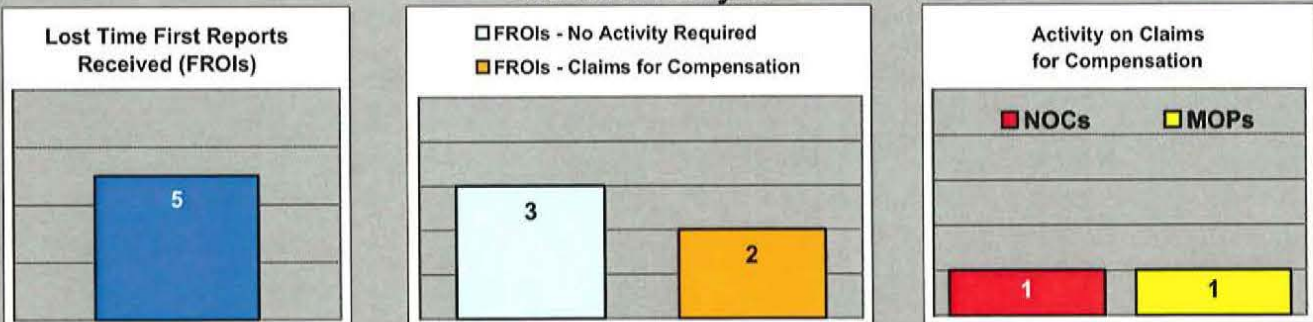 Lost Time First Reports
Received (FROIs)
5
FROIs - No Activity Required
FROIs - Claims for Compensation
3
2
Activity on Claims
for Compensation
NOCs MOPs
1 1